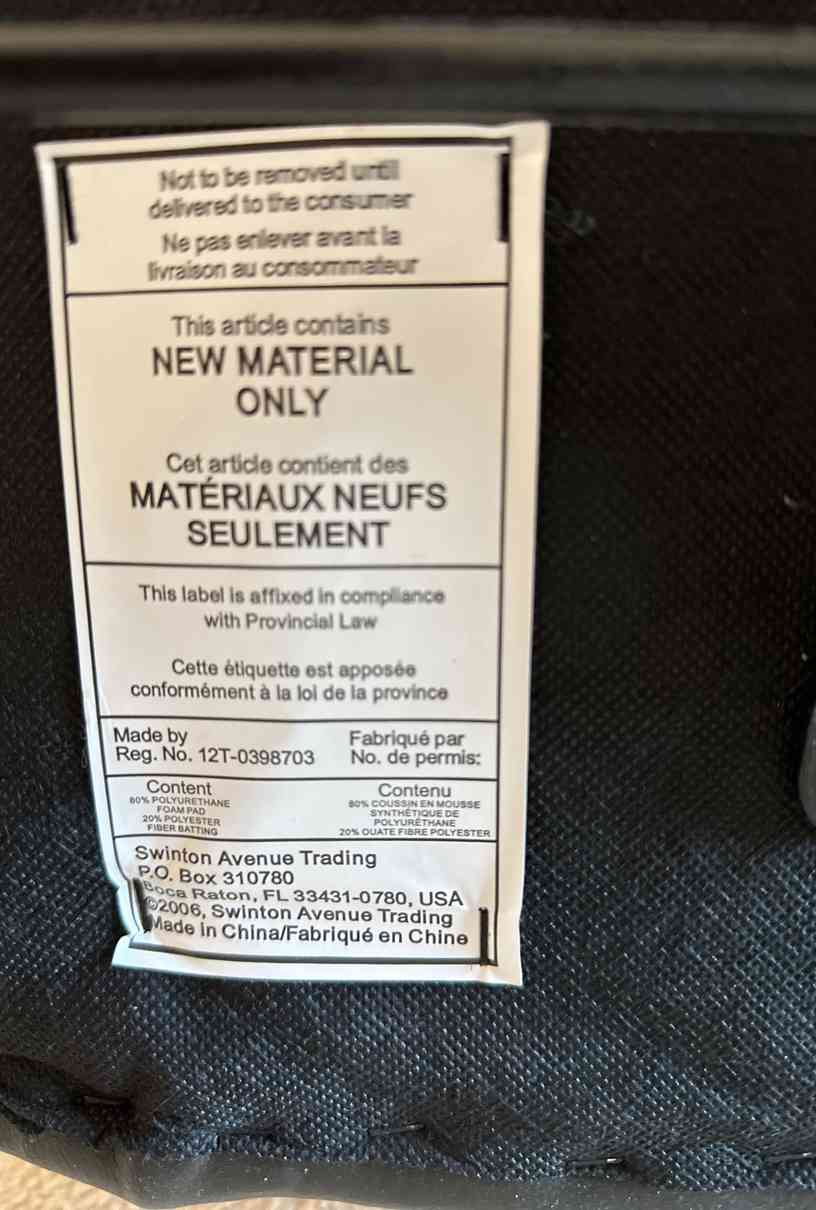 Not to be removed until
delivered to the consumer
Ne pas enlever avant la
livraison au consommateur
This article contains
NEW MATERIAL
ONLY
Cet article contient des
MATÉRIAUX NEUFS
SEULEMENT
This label is affixed in compliance
with Provincial Law
Cette étiquette est apposée
conformément à la loi de la province
Made by
Reg. No. 12T-0398703
Fabriqué par
No. de permis:
Content
80% POLYURETHANE
FOAM PAD
20% POLYESTER
FIBER BATTING
Contenu
80% COUSSIN EN MOUSSE
SYNTHÉTIQUE DE
POLYURÉTHANE
20% OUATE FIBRE POLYESTER
Swinton Avenue Trading
P.O. Box 310780
Boca Raton, FL 33431-0780, USA
©2006, Swinton Avenue Trading
Made in China/Fabriqué en Chine